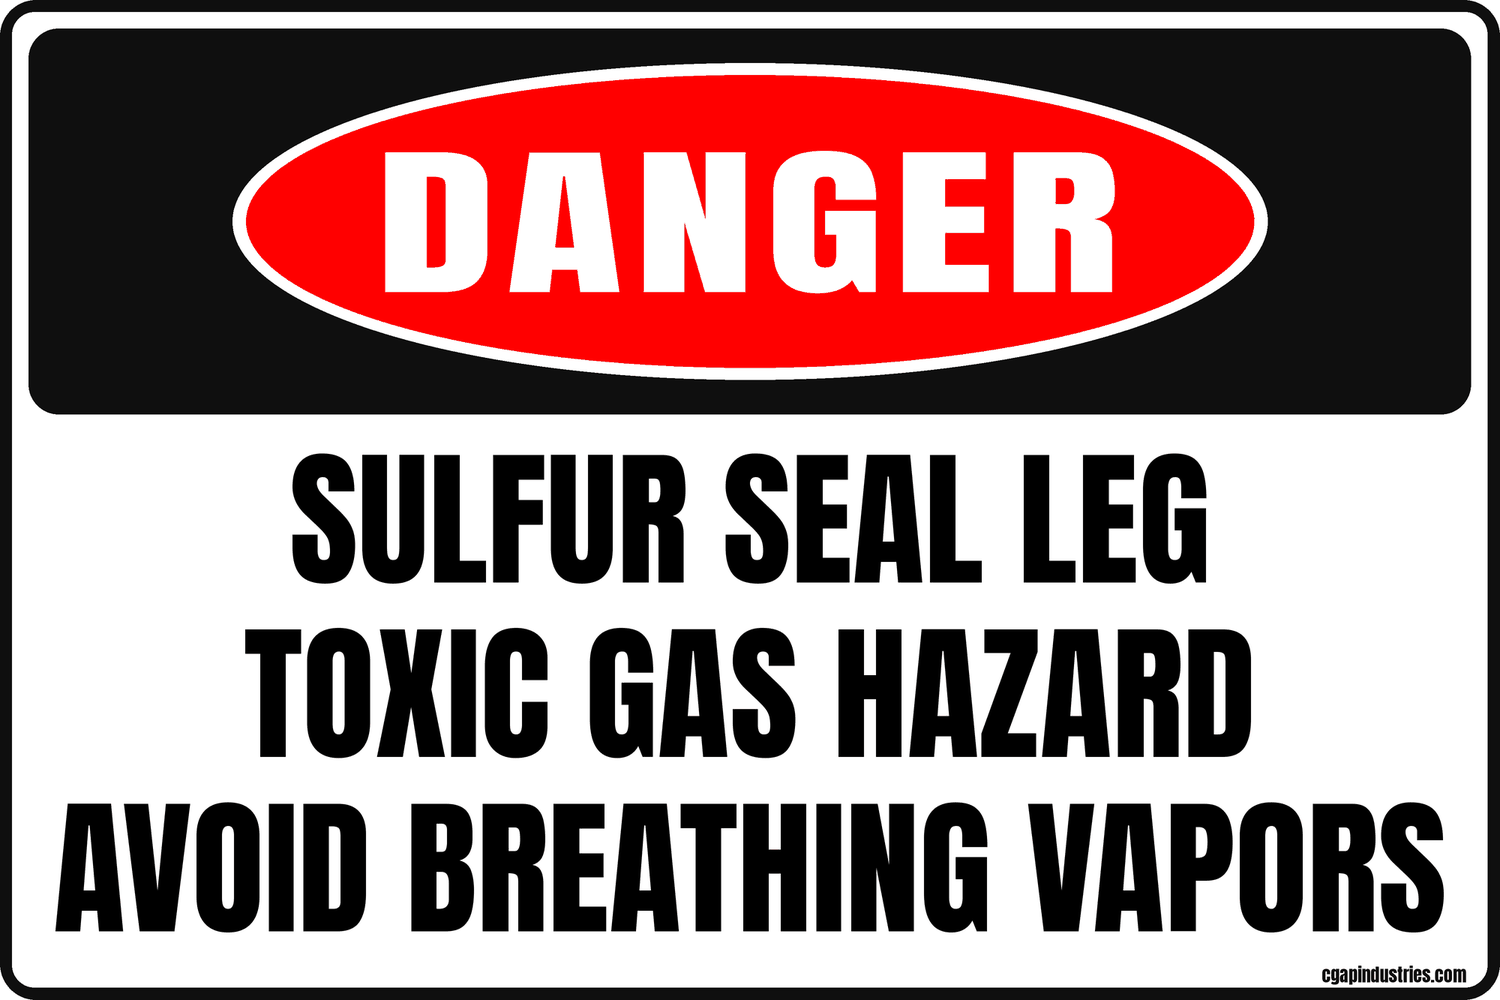 DANGER
SULFUR SEAL LEG
TOXIC GAS HAZARD
AVOID BREATHING VAPORS
cgapindustries.com